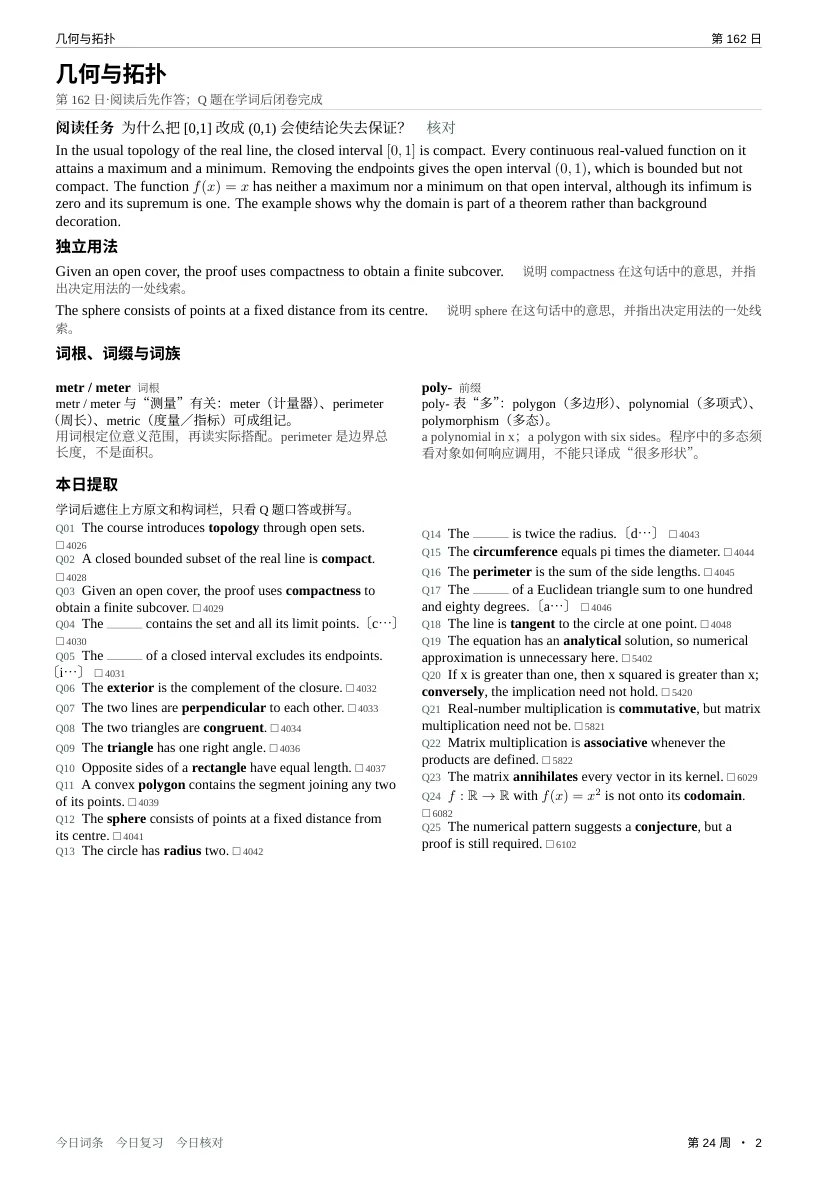 几何与拓扑 第 162 日
几何与拓扑
第 162 日·阅读后先作答；Q 题在学词后闭卷完成
阅读任务 为什么把 [0,1] 改成 (0,1) 会使结论失去保证？ 核对
In the usual topology of the real line, the closed interval [0, 1] is compact. Every continuous real-valued function on it
attains a maximum and a minimum. Removing the endpoints gives the open interval (0, 1), which is bounded but not
compact. The function f(x) = x has neither a maximum nor a minimum on that open interval, although its infimum is
zero and its supremum is one. The example shows why the domain is part of a theorem rather than background
decoration.
独立用法
Given an open cover, the proof uses compactness to obtain a finite subcover. 说明 compactness 在这句话中的意思，并指
出决定用法的一处线索。
The sphere consists of points at a fixed distance from its centre. 说明 sphere 在这句话中的意思，并指出决定用法的一处线
索。
词根、词缀与词族
metr / meter 词根
metr / meter 与“测量”有关：meter（计量器）、perimeter
（周长）、metric（度量／指标）可成组记。
用词根定位意义范围，再读实际搭配。perimeter 是边界总
长度，不是面积。
poly- 前缀
poly- 表“多”：polygon（多边形）、polynomial（多项式）、
polymorphism（多态）。
a polynomial in x；a polygon with six sides。程序中的多态须
看对象如何响应调用，不能只译成“很多形状”。
本日提取
学词后遮住上方原文和构词栏，只看 Q 题口答或拼写。
Q01 The course introduces topology through open sets.
□ 4026
Q02 A closed bounded subset of the real line is compact.
□ 4028
Q03 Given an open cover, the proof uses compactness to
obtain a finite subcover. □ 4029
Q04 The _____ contains the set and all its limit points.〔c···〕
□ 4030
Q05 The _____ of a closed interval excludes its endpoints.
〔i···〕 □ 4031
Q06 The exterior is the complement of the closure. □ 4032
Q07 The two lines are perpendicular to each other. □ 4033
Q08 The two triangles are congruent. □ 4034
Q09 The triangle has one right angle. □ 4036
Q10 Opposite sides of a rectangle have equal length. □ 4037
Q11 A convex polygon contains the segment joining any two
of its points. □ 4039
Q12 The sphere consists of points at a fixed distance from
its centre. □ 4041
Q13 The circle has radius two. □ 4042
Q14 The _____ is twice the radius.〔d···〕 □ 4043
Q15 The circumference equals pi times the diameter. □ 4044
Q16 The perimeter is the sum of the side lengths. □ 4045
Q17 The _____ of a Euclidean triangle sum to one hundred
and eighty degrees.〔a···〕 □ 4046
Q18 The line is tangent to the circle at one point. □ 4048
Q19 The equation has an analytical solution, so numerical
approximation is unnecessary here. □ 5402
Q20 If x is greater than one, then x squared is greater than x;
conversely, the implication need not hold. □ 5420
Q21 Real-number multiplication is commutative, but matrix
multiplication need not be. □ 5821
Q22 Matrix multiplication is associative whenever the
products are defined. □ 5822
Q23 The matrix annihilates every vector in its kernel. □ 6029
Q24 f : ℝ → ℝ with f(x) = x² is not onto its codomain.
□ 6082
Q25 The numerical pattern suggests a conjecture, but a
proof is still required. □ 6102
今日词条 今日复习 今日核对 第 24 周 · 2